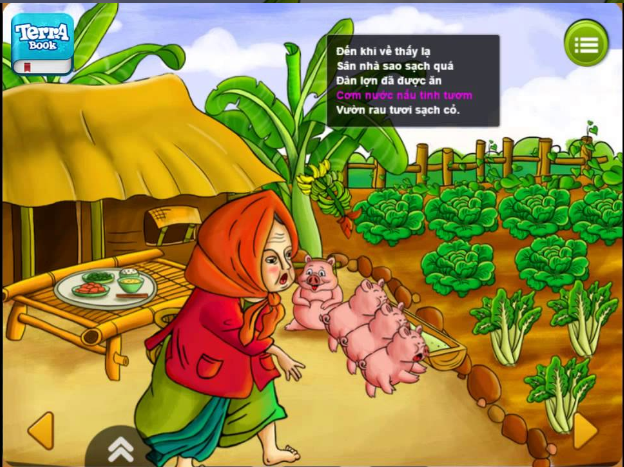 TerrA
BOOK
Đến khi về thấy lạ
Sân nhà sao sạch quá
Đàn lợn đã được ăn
Cơm nước nấu tinh tươm
Vườn rau tươi sạch cỏ.